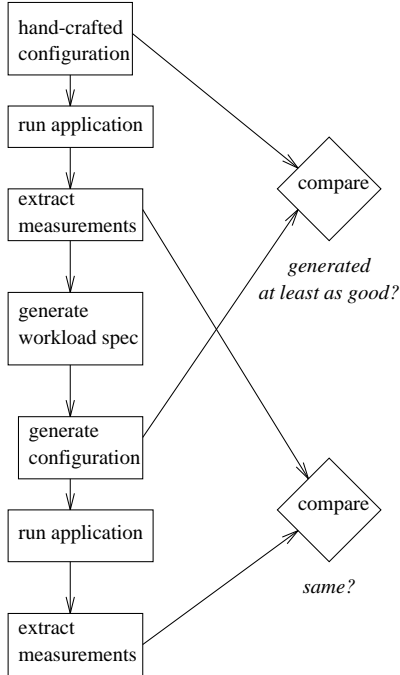 hand-crafted
configuration
run application
extract
measurements
generate
workload spec
generate
configuration
run application
extract
measurements
compare
generated
at least as good?
compare
same?